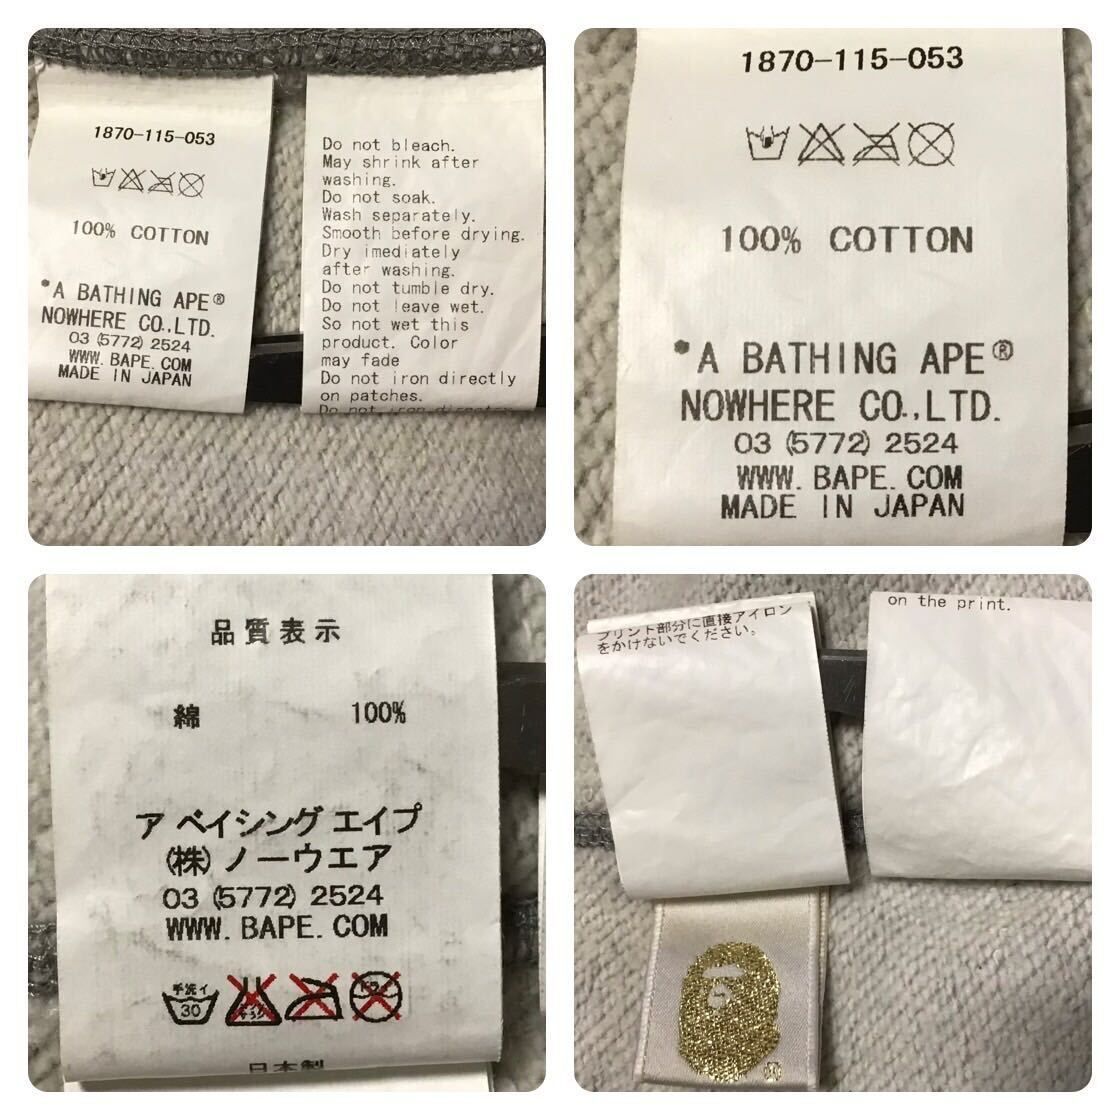 1870-115-053
100% COTTON
*A BATHING APE®
NOWHERE CO.,LTD.
03 (5772) 2524
WWW. BAPE. COM
MADE IN JAPAN
Do not bleach.
May shrink after
washing.
Do not soak.
Wash separately.
Smooth before drying.
Dry imediately
after washing.
Do not tumble dry.
Do not leave wet.
So not wet this
product. Color
may fade
Do not iron directly
on patches.
Do not iron
1870-115-053
100% COTTON
*A BATHING APE®
NOWHERE CO.,LTD.
03 (5772) 2524
WWW. BAPE. COM
MADE IN JAPAN
品質表示
綿 100%
ア ベイシング エイプ
(株) ノーウエア
03 (5772) 2524
WWW. BAPE. COM
手洗イ
30
日本製
プリント部分に直接アイロン
をかけないでください。
on the print.
®